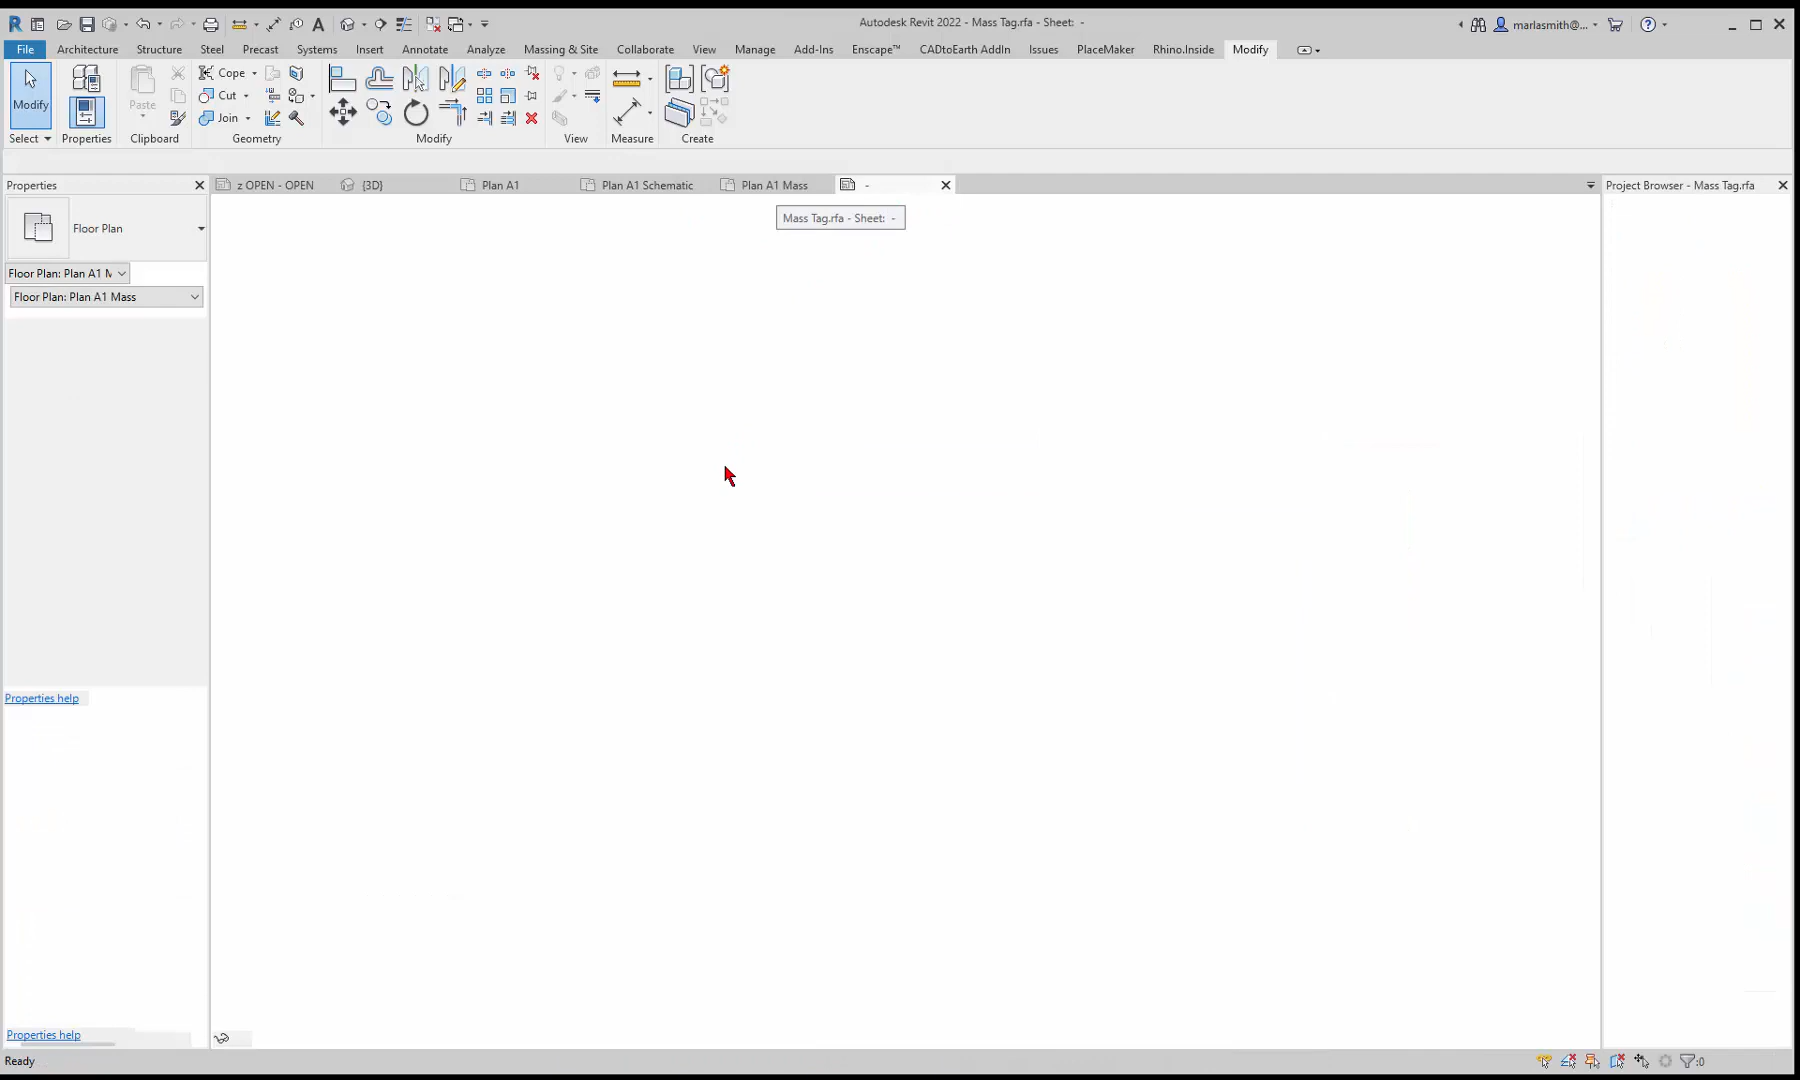 Autodesk Revit 2022 - Mass Tag.rfa - Sheet: -
marlasmith@...
File Architecture Structure Steel Precast Systems Insert Annotate Analyze Massing & Site Collaborate View Manage Add-Ins Enscape™ CADtoEarth AddIn Issues PlaceMaker Rhino.Inside Modify
Modify Paste Cope
Cut
Join
Select Properties Clipboard Geometry Modify View Measure Create
Properties z OPEN - OPEN {3D} Plan A1 Plan A1 Schematic Plan A1 Mass - Project Browser - Mass Tag.rfa
Mass Tag.rfa - Sheet: -
Floor Plan
Floor Plan: Plan A1 M
Floor Plan: Plan A1 Mass
Properties help
Properties help
Ready :0